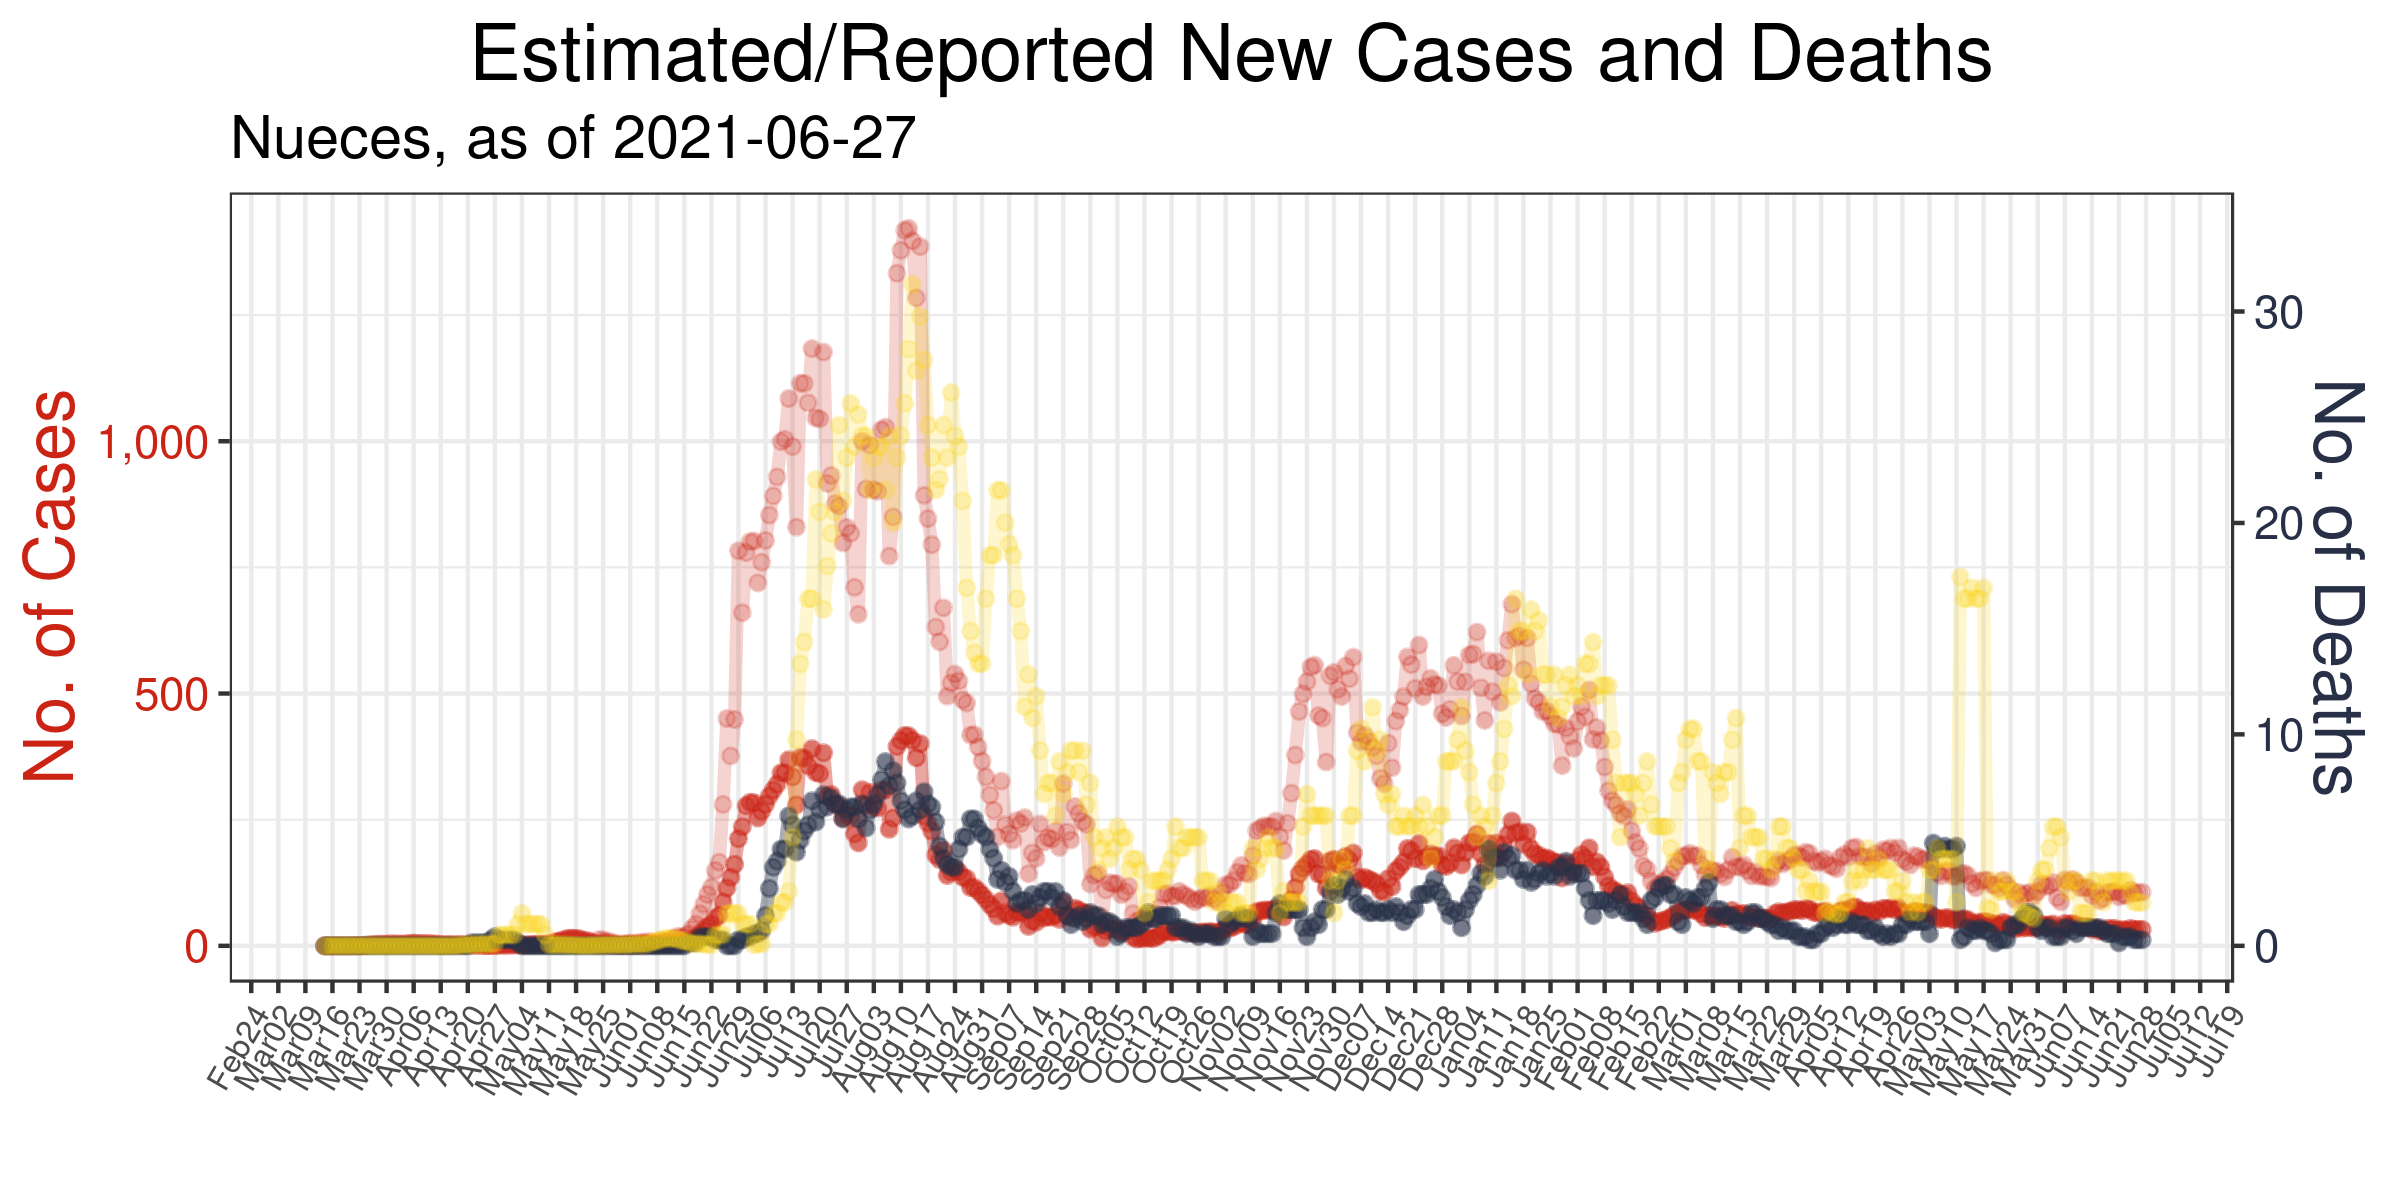 Estimated/Reported New Cases and Deaths
Nueces, as of 2021-06-27
No. of Cases
1,000
500
0
30
20
10
0
No. of Deaths
Feb24
Mar02
Mar09
Mar16
Mar23
Mar30
Apr06
Apr13
Apr20
Apr27
May04
May11
May18
May25
Jun01
Jun08
Jun15
Jun22
Jun29
Jul06
Jul13
Jul20
Jul27
Aug03
Aug10
Aug17
Aug24
Aug31
Sep07
Sep14
Sep21
Sep28
Oct05
Oct12
Oct19
Oct26
Nov02
Nov09
Nov16
Nov23
Nov30
Dec07
Dec14
Dec21
Dec28
Dec04
Jan11
Jan18
Jan25
Feb01
Feb08
Feb15
Feb22
Mar01
Mar08
Mar15
Mar22
Mar29
Apr05
Apr12
Apr19
Apr26
May03
May10
May17
May24
May31
Jun07
Jun14
Jun21
Jun28
Jul05
Jul12
Jul19